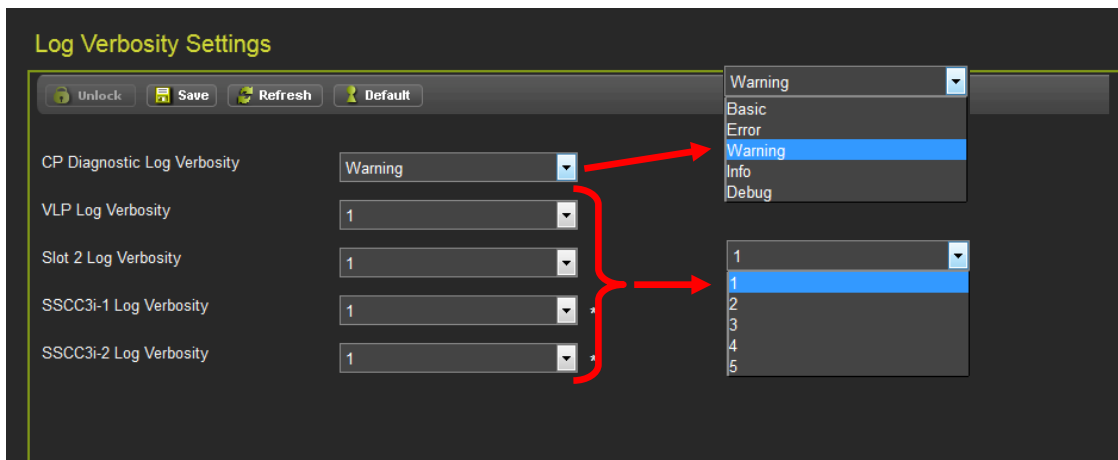 Log Verbosity Settings
Unlock Save Refresh Default
CP Diagnostic Log Verbosity Warning
VLP Log Verbosity 1
Slot 2 Log Verbosity 1
SSCC3i-1 Log Verbosity 1 *
SSCC3i-2 Log Verbosity 1 *
Warning
Basic
Error
Warning
Info
Debug
1
1
2
3
4
5